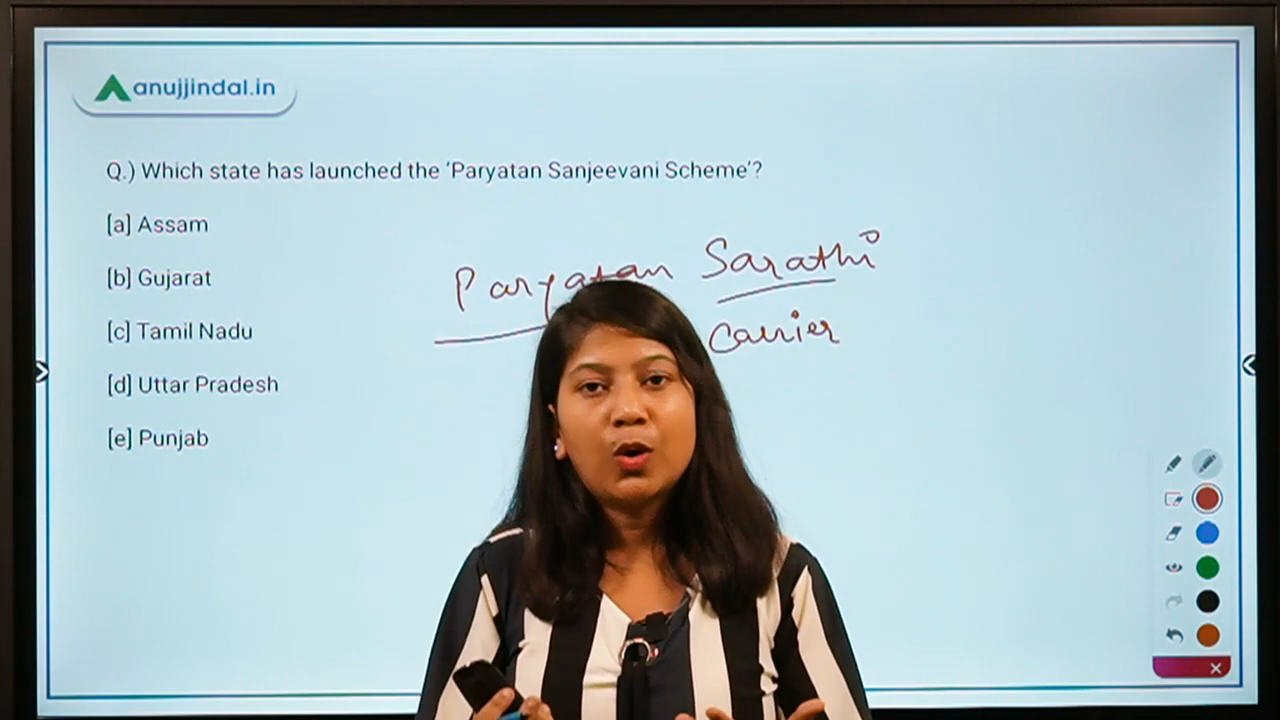 anujjindal.in
Q.) Which state has launched the ‘Paryatan Sanjeevani Scheme’?
[a] Assam
[b] Gujarat
[c] Tamil Nadu
[d] Uttar Pradesh
[e] Punjab
Paryatan Sarathi
Carrier